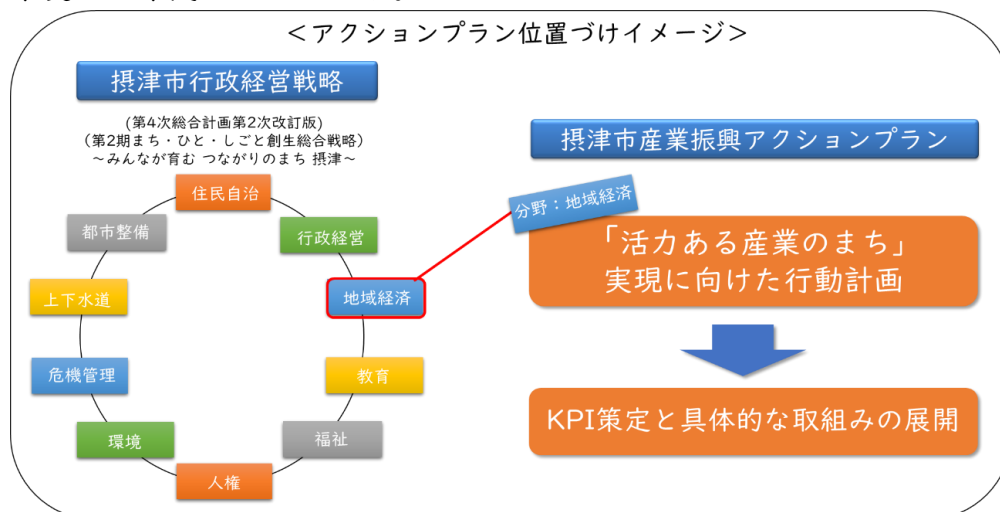 ＜アクションプラン位置づけイメージ＞
摂津市行政経営戦略
(第4次総合計画第2次改訂版)
（第2期まち・ひと・しごと創生総合戦略）
～みんなが育む つながりのまち 摂津～
住民自治
行政経営
地域経済
教育
福祉
人権
環境
危機管理
上下水道
都市整備
摂津市産業振興アクションプラン
分野：地域経済
「活力ある産業のまち」
実現に向けた行動計画
KPI策定と具体的な取組みの展開